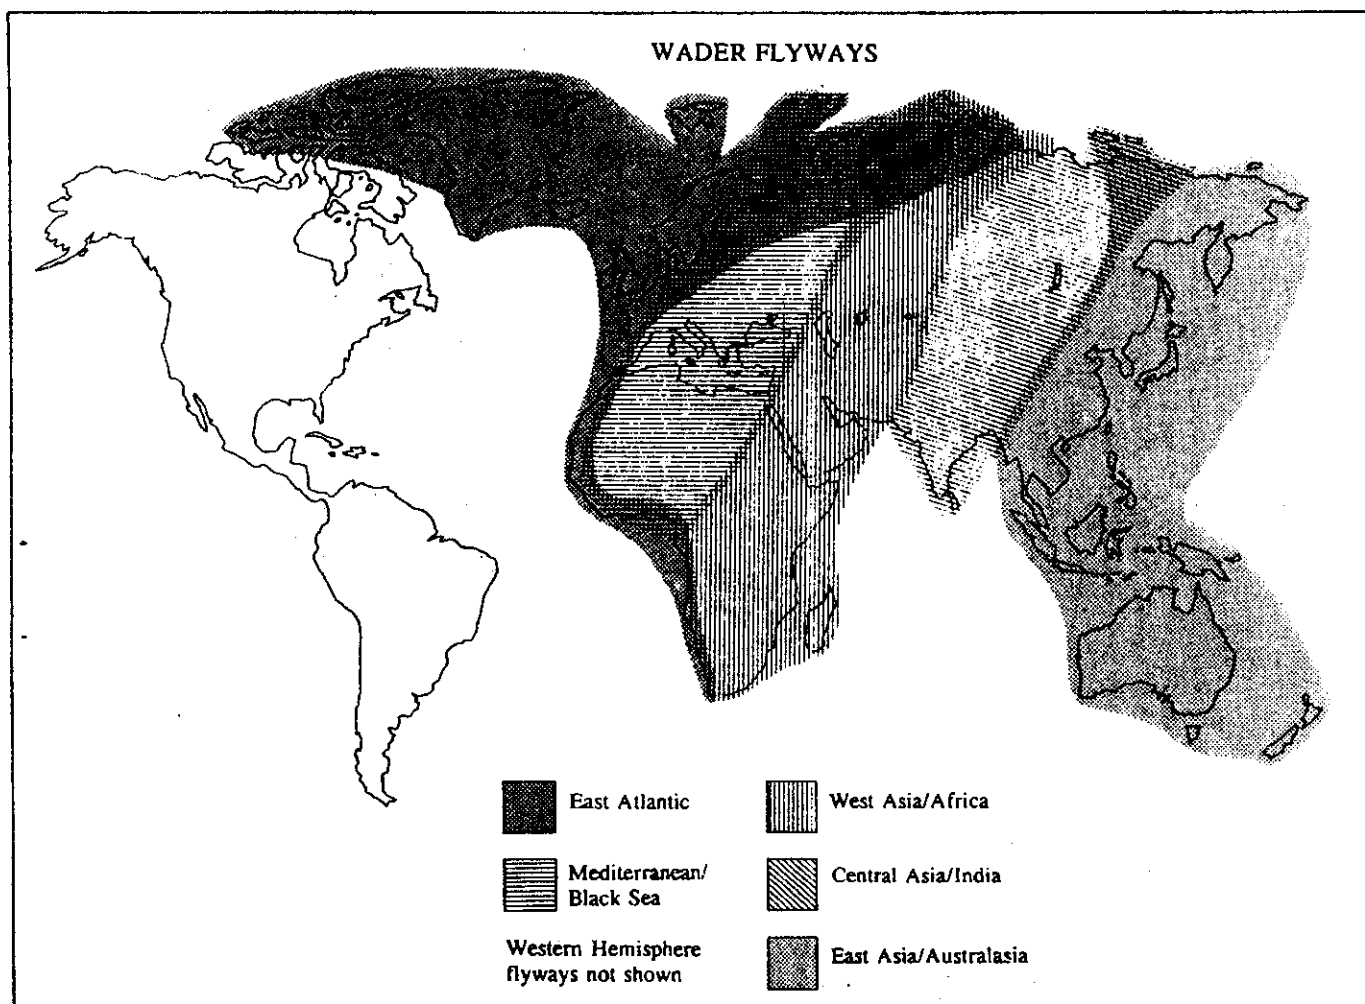 WADER FLYWAYS
East Atlantic
West Asia/Africa
Mediterranean/
Black Sea
Central Asia/India
Western Hemisphere
flyways not shown
East Asia/Australasia